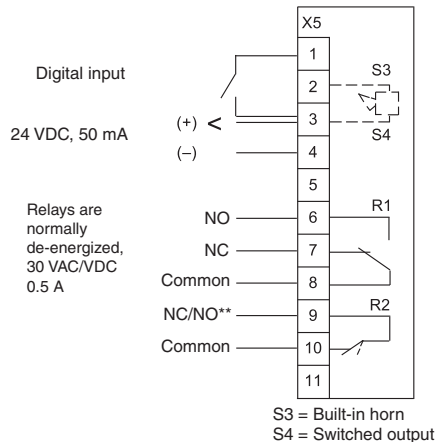 X5
1
Digital input
2
S3
(+) <
3
24 VDC, 50 mA
S4
(–)
4
5
Relays are
normally
de-energized,
30 VAC/VDC
0.5 A
NO
6
R1
NC
7
Common
8
NC/NO**
9
R2
Common
10
11
S3 = Built-in horn
S4 = Switched output